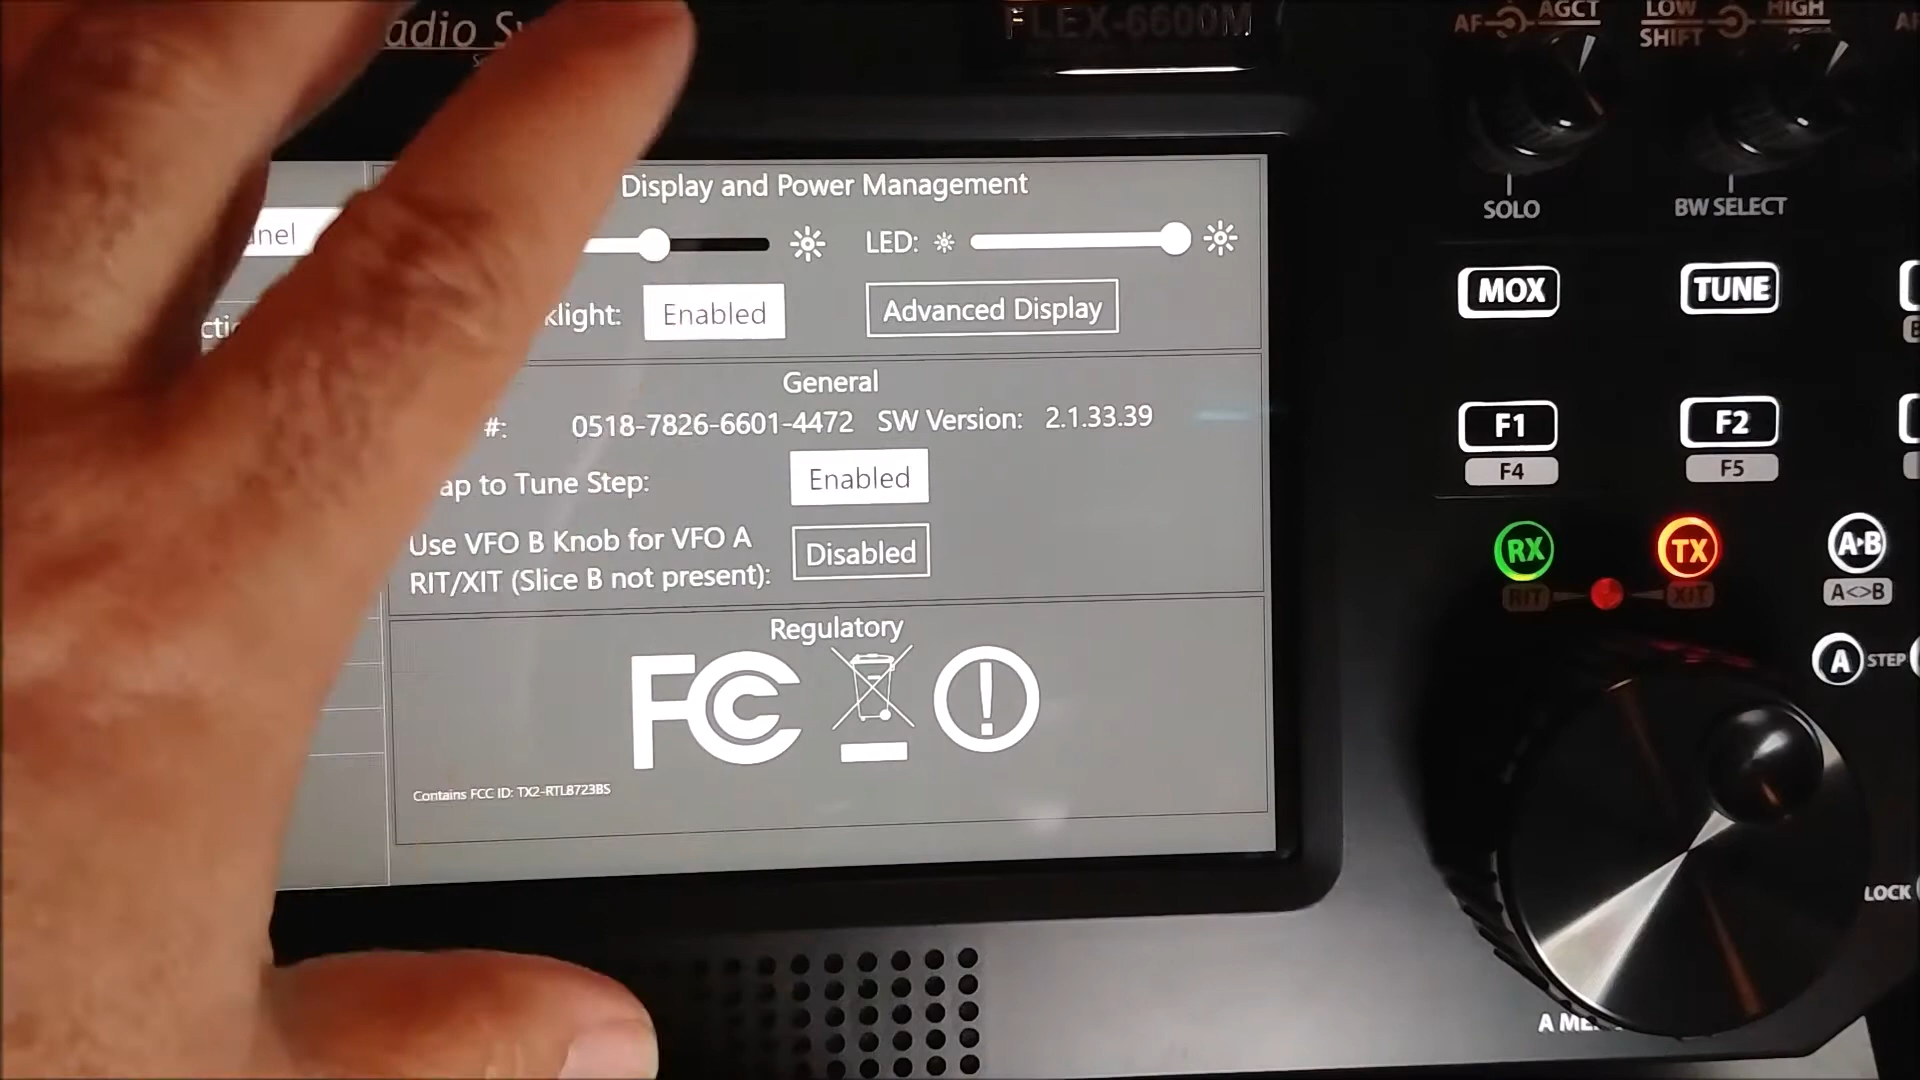 adio Sy
FLEX-6600M
AF AGCT
LOW HIGH
SHIFT
SOLO
BW SELECT
Display and Power Management
nel
LED:
klight: Enabled Advanced Display
MOX TUNE
General
#: 0518-7826-6601-4472 SW Version: 2.1.33.39
ap to Tune Step: Enabled
Use VFO B Knob for VFO A
RIT/XIT (Slice B not present): Disabled
F1 F2
F4 F5
RX TX A▸B
RIT XIT A<>B
A STEP
Regulatory
FCC
Contains FCC ID: TX2-RTL8723BS
LOCK
A ME